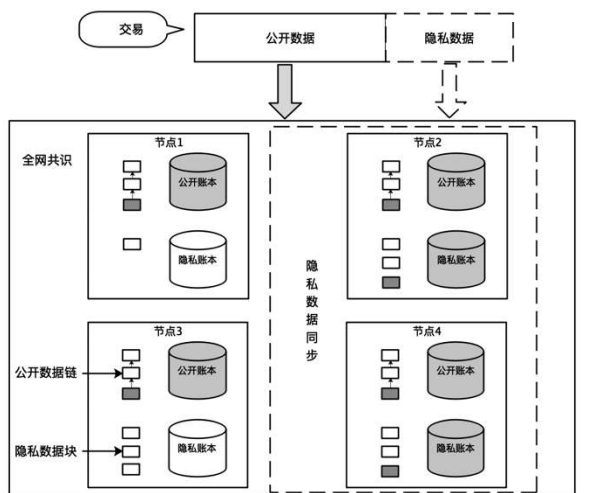 交易
公开数据
隐私数据
全网共识
节点1
公开账本
隐私账本
节点2
公开账本
隐私账本
隐私数据同步
节点3
公开账本
隐私账本
公开数据链
隐私数据块
节点4
公开账本
隐私账本